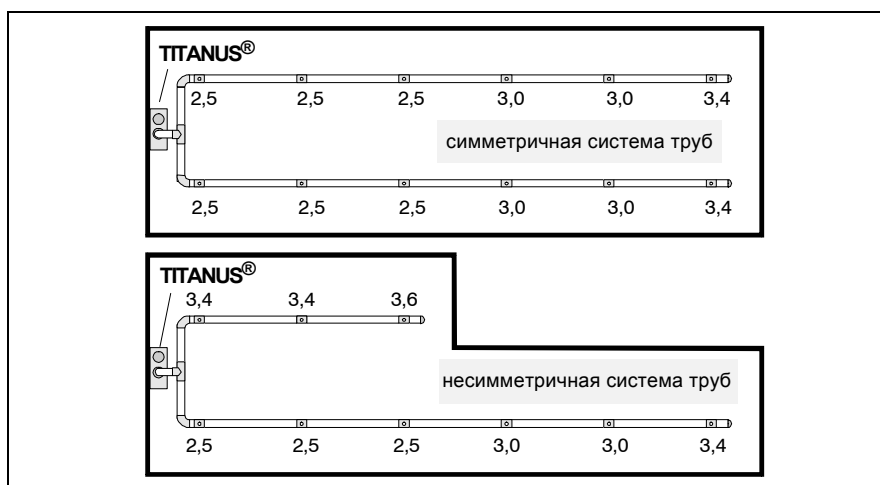 TITANUS®
2,5 2,5 2,5 3,0 3,0 3,4
симметричная система труб
2,5 2,5 2,5 3,0 3,0 3,4
TITANUS®
3,4 3,4 3,6
несимметричная система труб
2,5 2,5 2,5 3,0 3,0 3,4